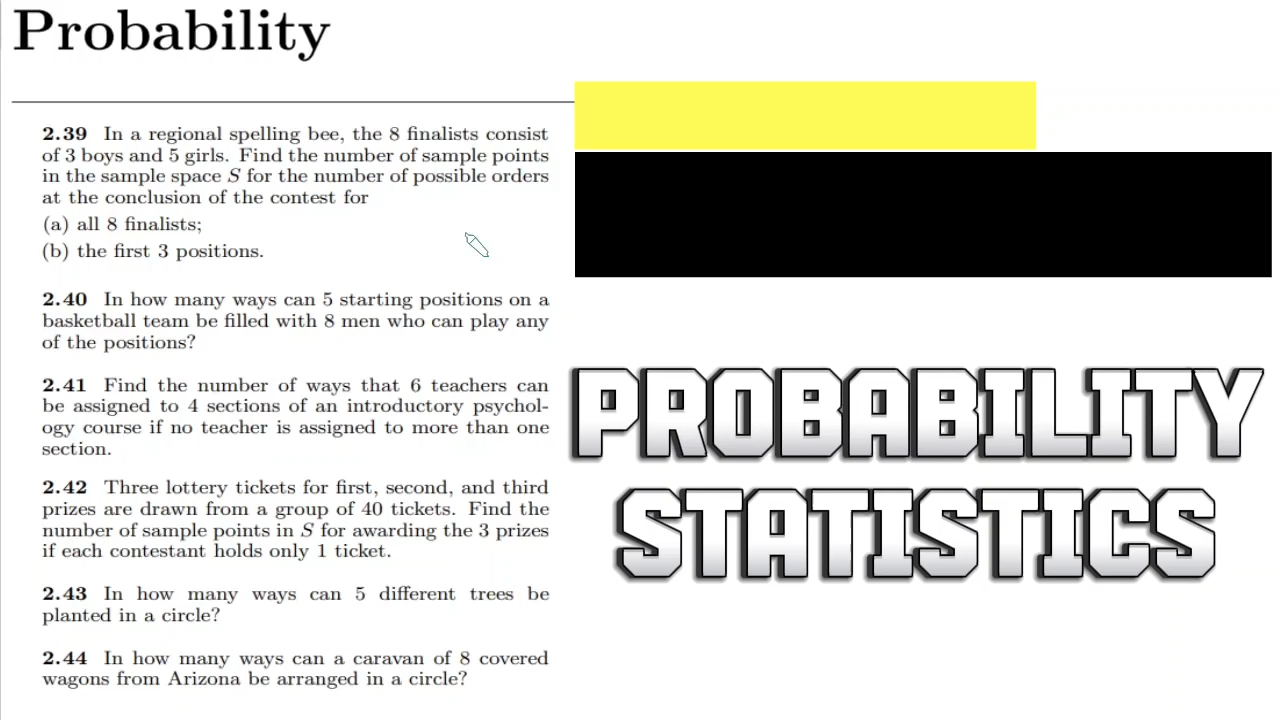 Probability
2.39 In a regional spelling bee, the 8 finalists consist
of 3 boys and 5 girls. Find the number of sample points
in the sample space S for the number of possible orders
at the conclusion of the contest for
(a) all 8 finalists;
(b) the first 3 positions.
2.40 In how many ways can 5 starting positions on a
basketball team be filled with 8 men who can play any
of the positions?
2.41 Find the number of ways that 6 teachers can
be assigned to 4 sections of an introductory psychol-
ogy course if no teacher is assigned to more than one
section.
2.42 Three lottery tickets for first, second, and third
prizes are drawn from a group of 40 tickets. Find the
number of sample points in S for awarding the 3 prizes
if each contestant holds only 1 ticket.
2.43 In how many ways can 5 different trees be
planted in a circle?
2.44 In how many ways can a caravan of 8 covered
wagons from Arizona be arranged in a circle?
PROBABILITY
STATISTICS